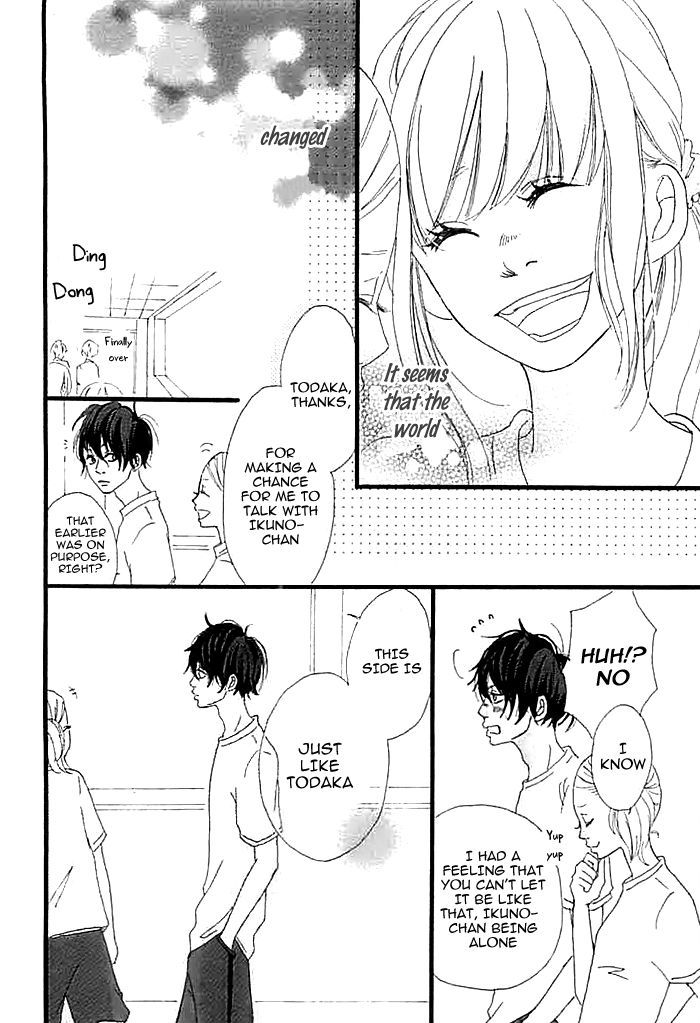 It seems
that the
world
changed
Ding
Dong
Finally
over
TODAKA,
THANKS,
FOR
MAKING A
CHANCE
FOR ME TO
TALK WITH
IKUNO-
CHAN
THAT
EARLIER
WAS ON
PURPOSE,
RIGHT?
HUH!?
NO
I
KNOW
Yup
yup
I HAD A
FEELING THAT
YOU CAN'T LET
IT BE LIKE
THAT, IKUNO-
CHAN BEING
ALONE
THIS
SIDE IS
JUST
LIKE
TODAKA